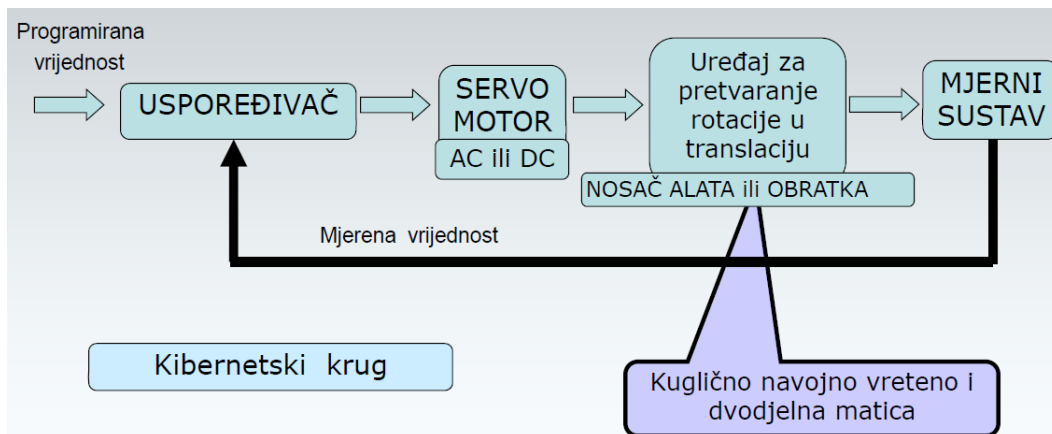 Programirana
vrijednost
USPOREĐIVAČ
SERVO
MOTOR
AC ili DC
Uređaj za
pretvaranje
rotacije u
translaciju
NOSAČ ALATA ili OBRATKA
MJERNI
SUSTAV
Mjerena vrijednost
Kibernetski krug
Kuglično navojno vreteno i
dvodjelna matica